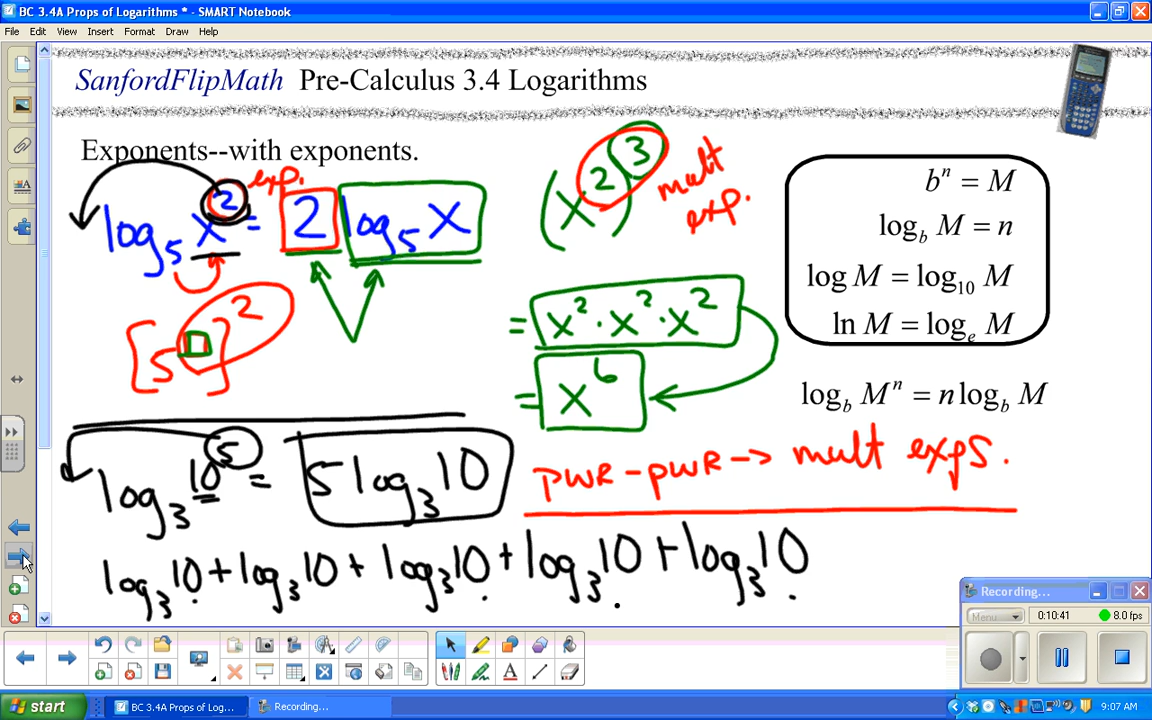 BC 3.4A Props of Logarithms * - SMART Notebook
File Edit View Insert Format Draw Help
SanfordFlipMath Pre-Calculus 3.4 Logarithms
Exponents--with exponents.
exp.
log₅ x² = 2 log₅ x
[5^□]²
(x²)³
mult
exp.
= x² · x² · x²
= x⁶
bⁿ = M
log_b M = n
log M = log₁₀ M
ln M = logₑ M
log_b Mⁿ = n log_b M
PWR-PWR→ mult exps.
log₃ 10⁵ = 5 log₃ 10
log₃ 10 + log₃ 10 + log₃ 10 + log₃ 10 + log₃ 10
Recording...
Menu
0:10:41
8.0 fps
start
BC 3.4A Props of Log...
Recording...
9:07 AM